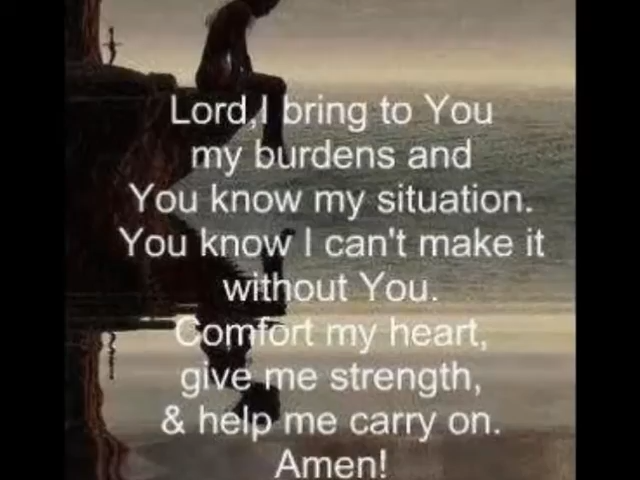 Lord,I bring to You
my burdens and
You know my situation.
You know I can't make it
without You.
Comfort my heart,
give me strength,
& help me carry on.
Amen!